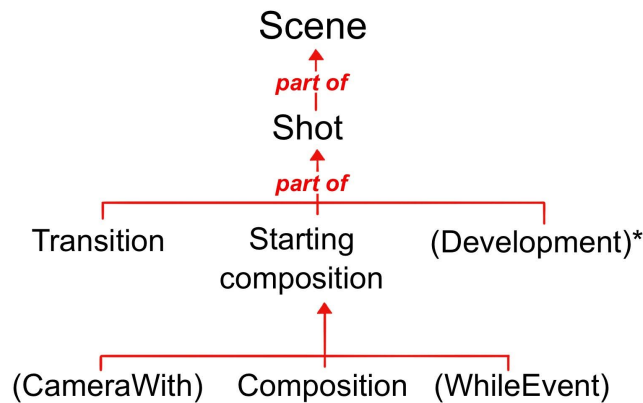 Scene
part of
Shot
part of
Transition
Starting
composition
(Development)*
(CameraWith)
Composition
(WhileEvent)